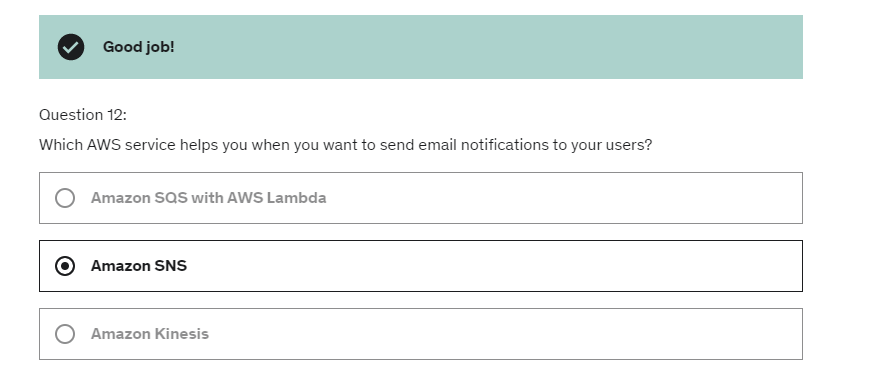 Good job!
Question 12:
Which AWS service helps you when you want to send email notifications to your users?
Amazon SQS with AWS Lambda
Amazon SNS
Amazon Kinesis